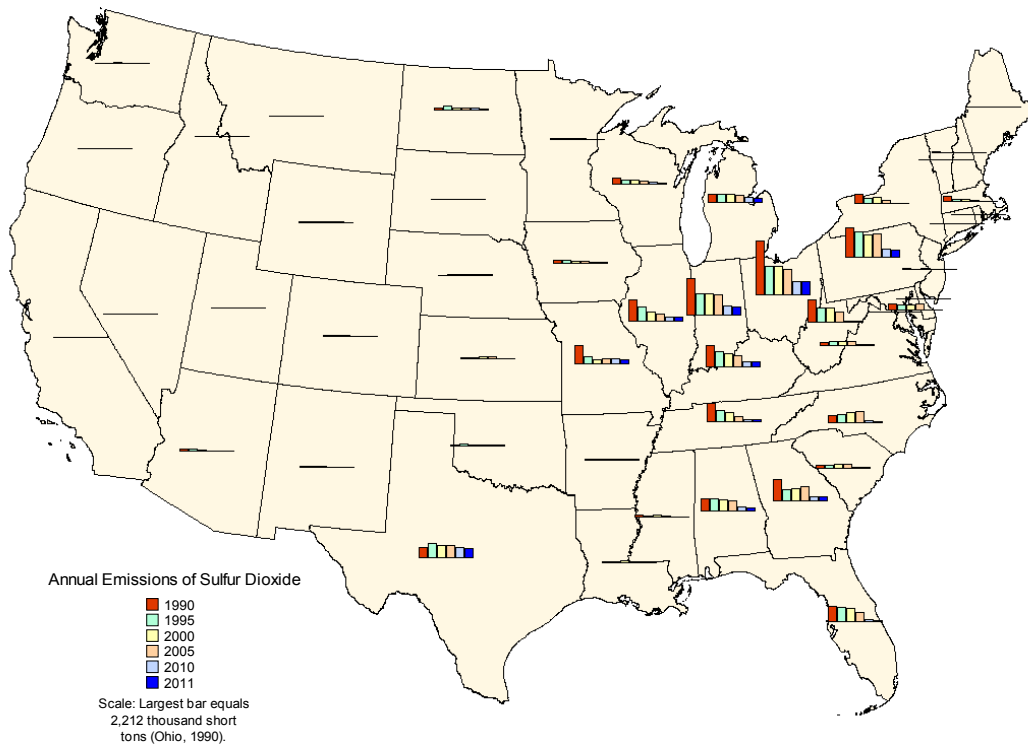 Annual Emissions of Sulfur Dioxide
1990
1995
2000
2005
2010
2011
Scale: Largest bar equals
2,212 thousand short
tons (Ohio, 1990).